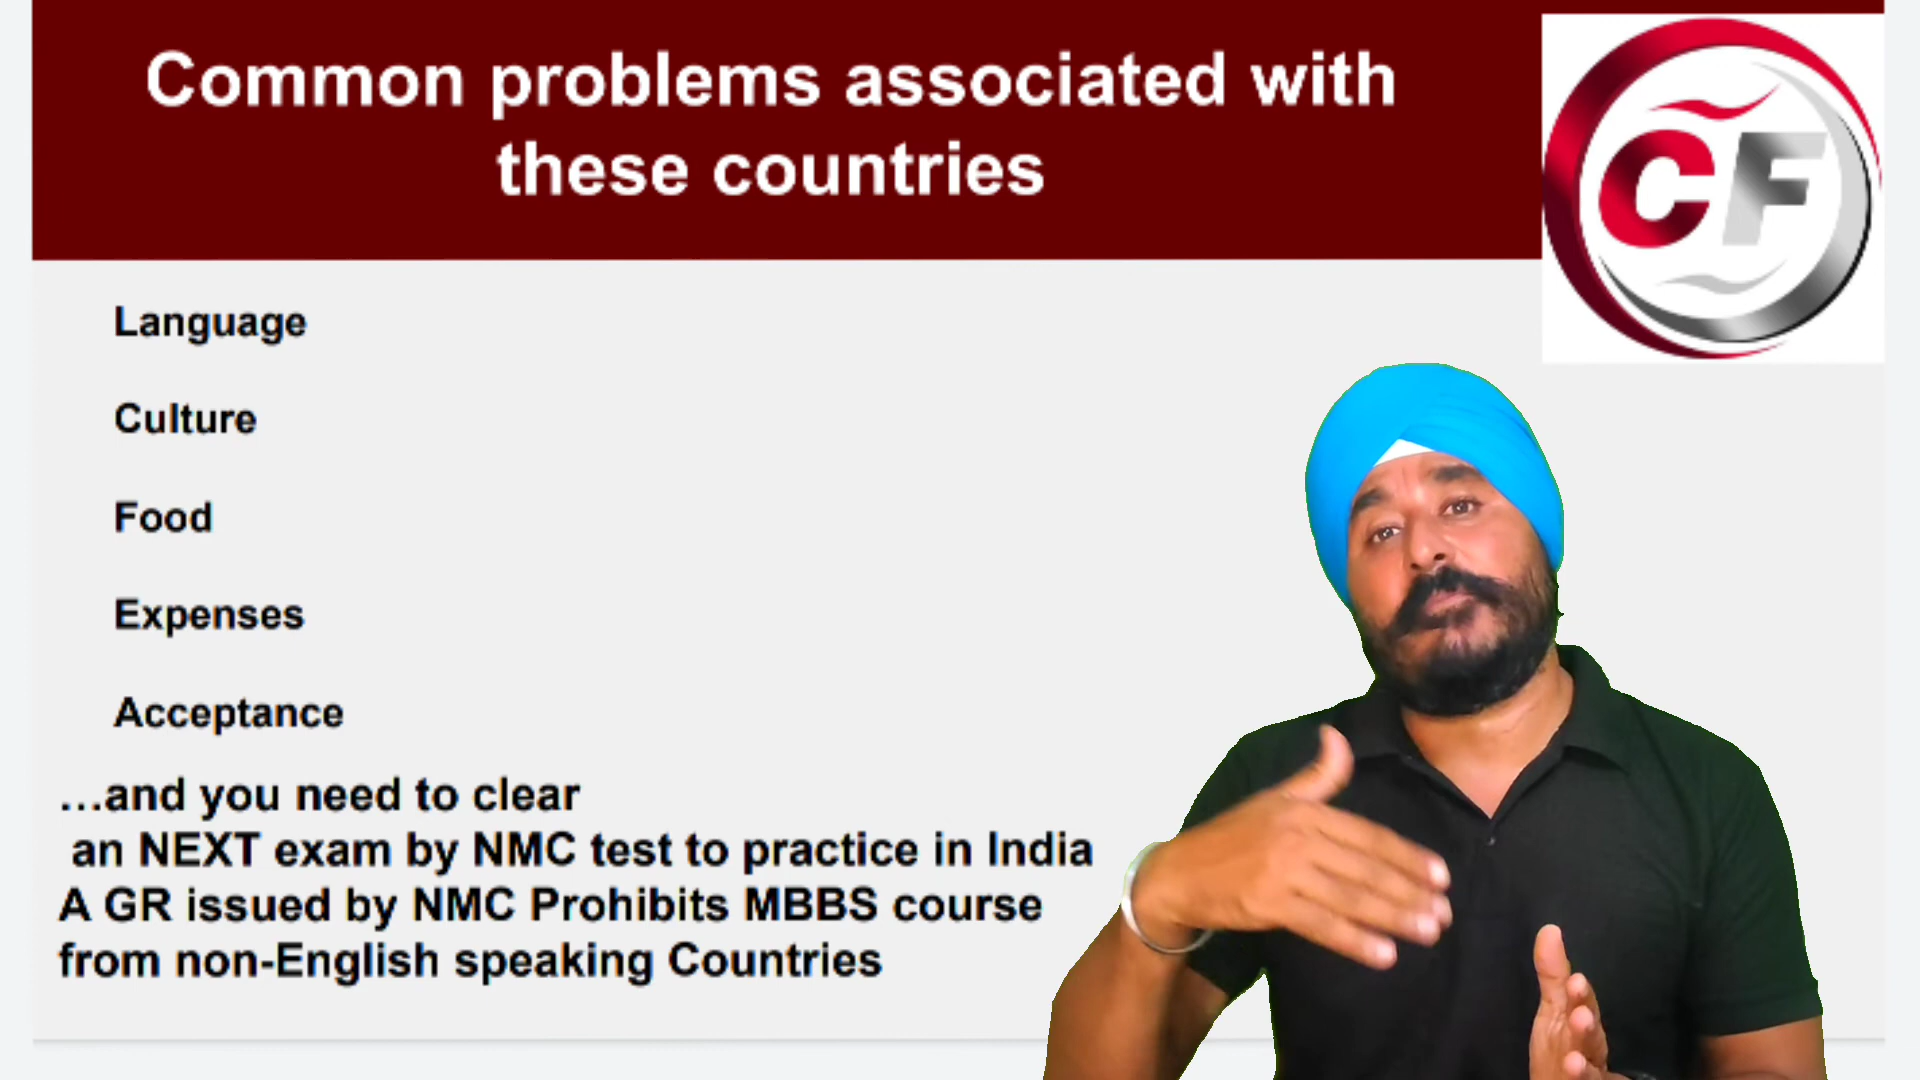 Common problems associated with
these countries
CF
Language
Culture
Food
Expenses
Acceptance
...and you need to clear
an NEXT exam by NMC test to practice in India
A GR issued by NMC Prohibits MBBS course
from non-English speaking Countries